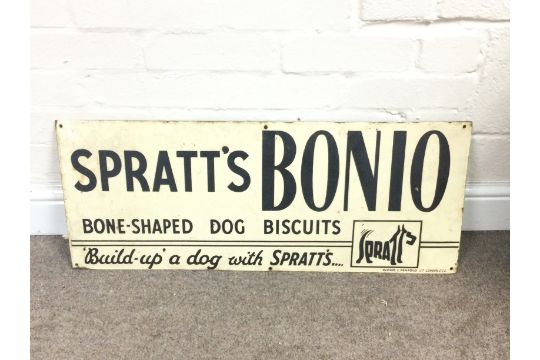 SPRATT'S BONIO
BONE-SHAPED DOG BISCUITS
'Build-up' a dog with SPRATT'S....
SPRATT'S